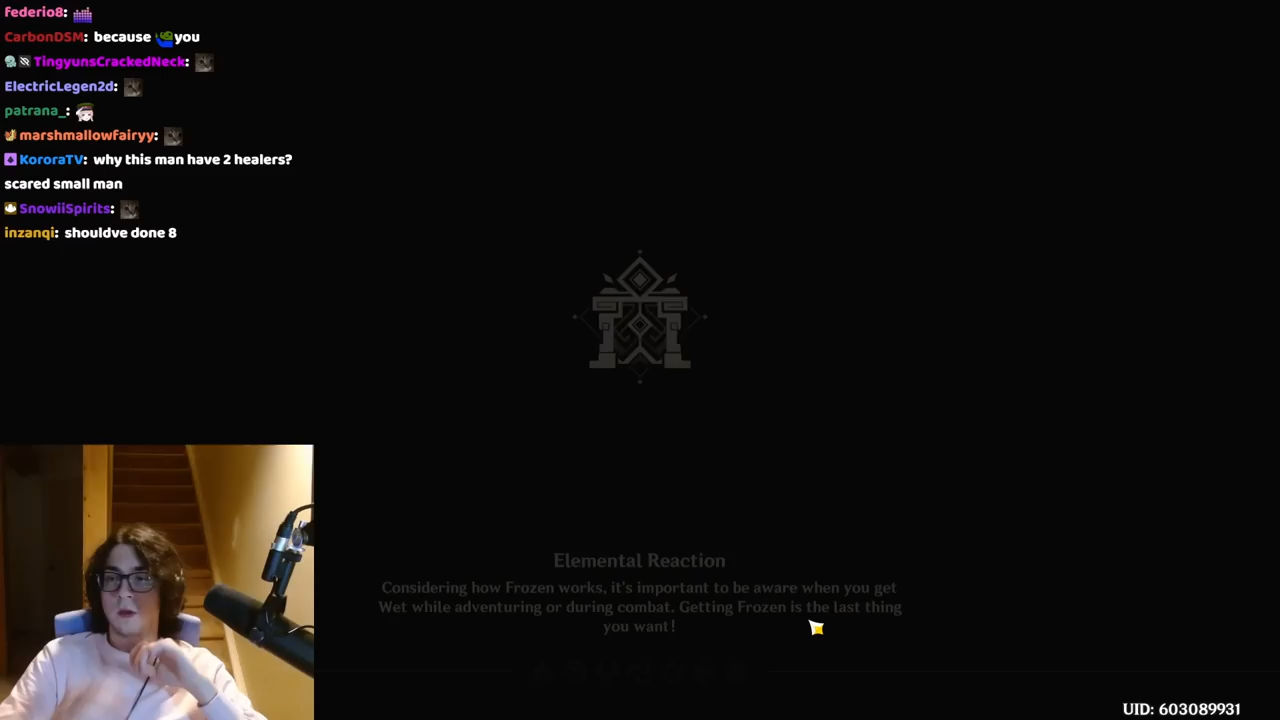 federio8:
CarbonDSM: because you
TingyunsCrackedNeck:
ElectricLegen2d:
patrana_:
marshmallowfairyy:
KororaTV: why this man have 2 healers?
scared small man
SnowiiSpirits:
inzanqi: shouldve done 8
Elemental Reaction
Considering how Frozen works, it's important to be aware when you get
Wet while adventuring or during combat. Getting Frozen is the last thing
you want!
UID: 603089931